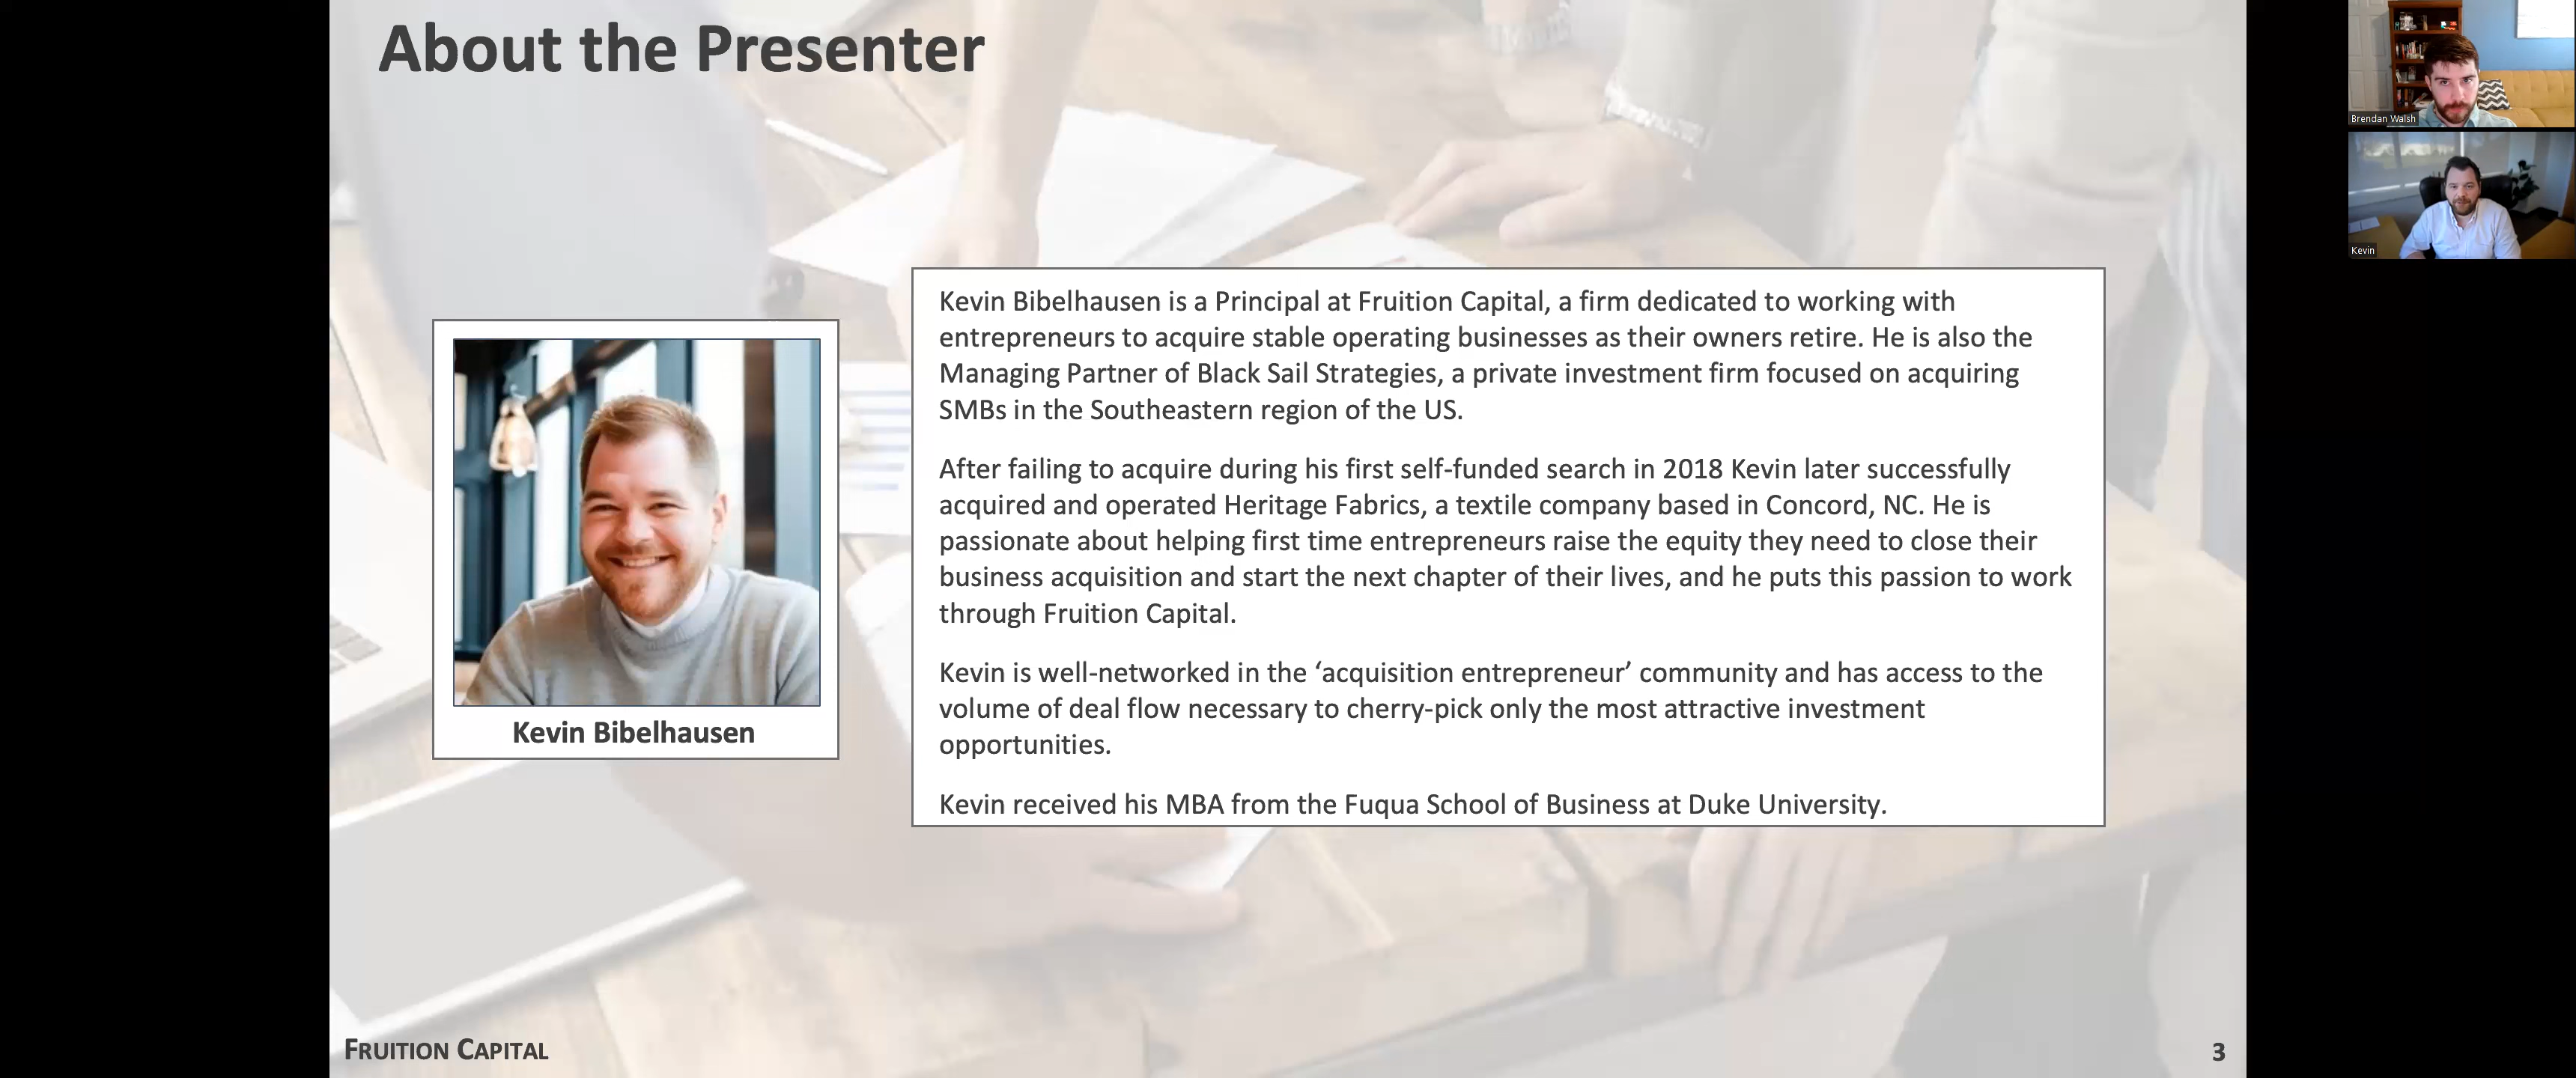 About the Presenter
Brendan Walsh
Kevin
Kevin Bibelhausen is a Principal at Fruition Capital, a firm dedicated to working with
entrepreneurs to acquire stable operating businesses as their owners retire. He is also the
Managing Partner of Black Sail Strategies, a private investment firm focused on acquiring
SMBs in the Southeastern region of the US.
After failing to acquire during his first self-funded search in 2018 Kevin later successfully
acquired and operated Heritage Fabrics, a textile company based in Concord, NC. He is
passionate about helping first time entrepreneurs raise the equity they need to close their
business acquisition and start the next chapter of their lives, and he puts this passion to work
through Fruition Capital.
Kevin is well-networked in the ‘acquisition entrepreneur’ community and has access to the
volume of deal flow necessary to cherry-pick only the most attractive investment
opportunities.
Kevin received his MBA from the Fuqua School of Business at Duke University.
Kevin Bibelhausen
FRUITION CAPITAL
3